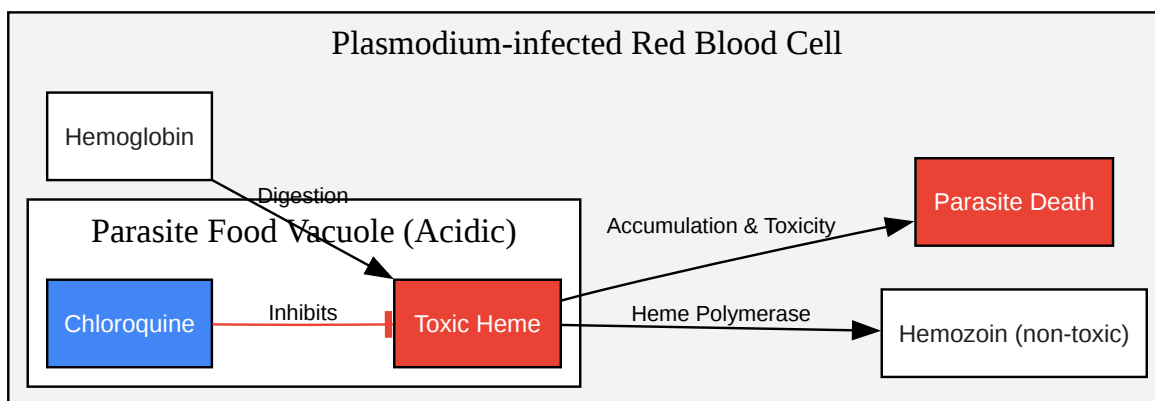 Plasmodium-infected Red Blood Cell
Hemoglobin
Digestion
Parasite Food Vacuole (Acidic)
Chloroquine
Inhibits
Toxic Heme
Accumulation & Toxicity
Parasite Death
Heme Polymerase
Hemozoin (non-toxic)